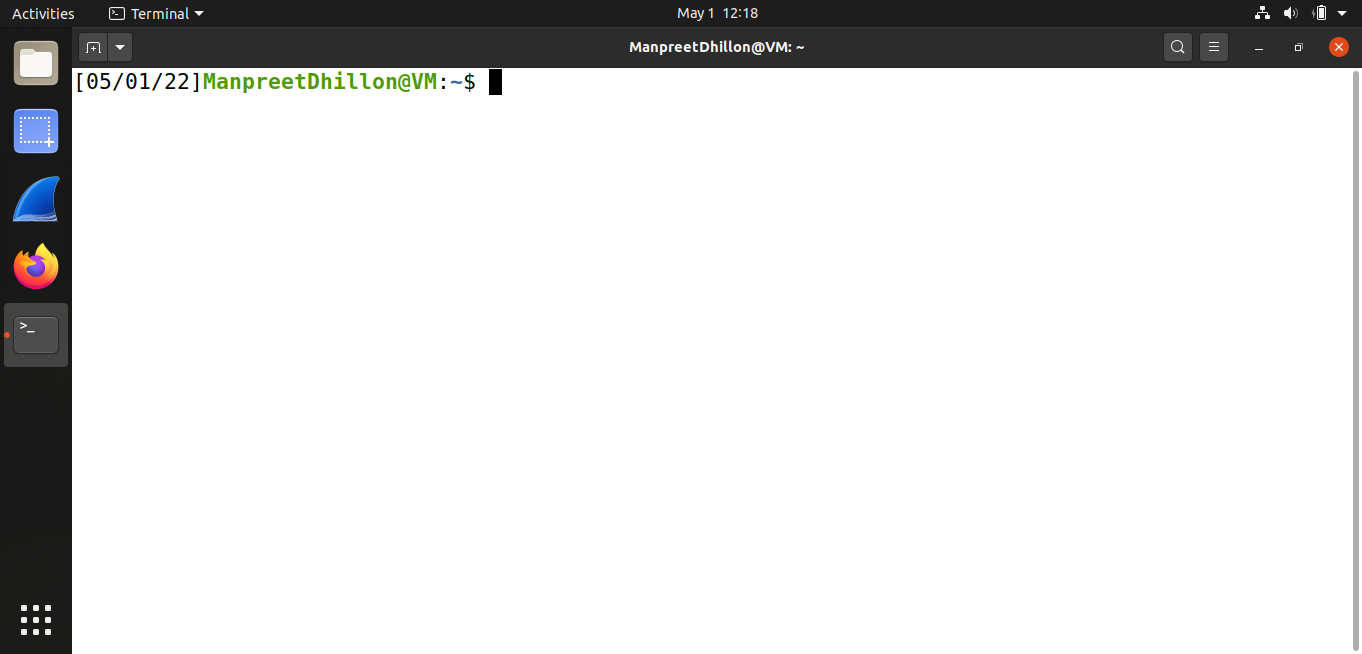 Activities Terminal May 1 12:18
ManpreetDhillon@VM: ~
[05/01/22]ManpreetDhillon@VM:~$
>_